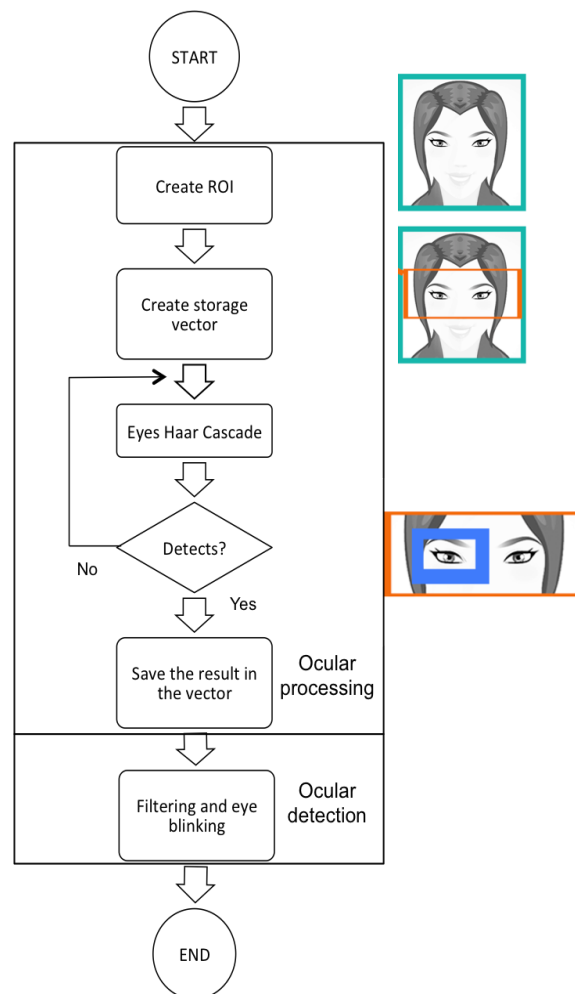 START
Create ROI
Create storage
vector
Eyes Haar Cascade
Detects?
No
Yes
Save the result in
the vector
Ocular
processing
Filtering and eye
blinking
Ocular
detection
END